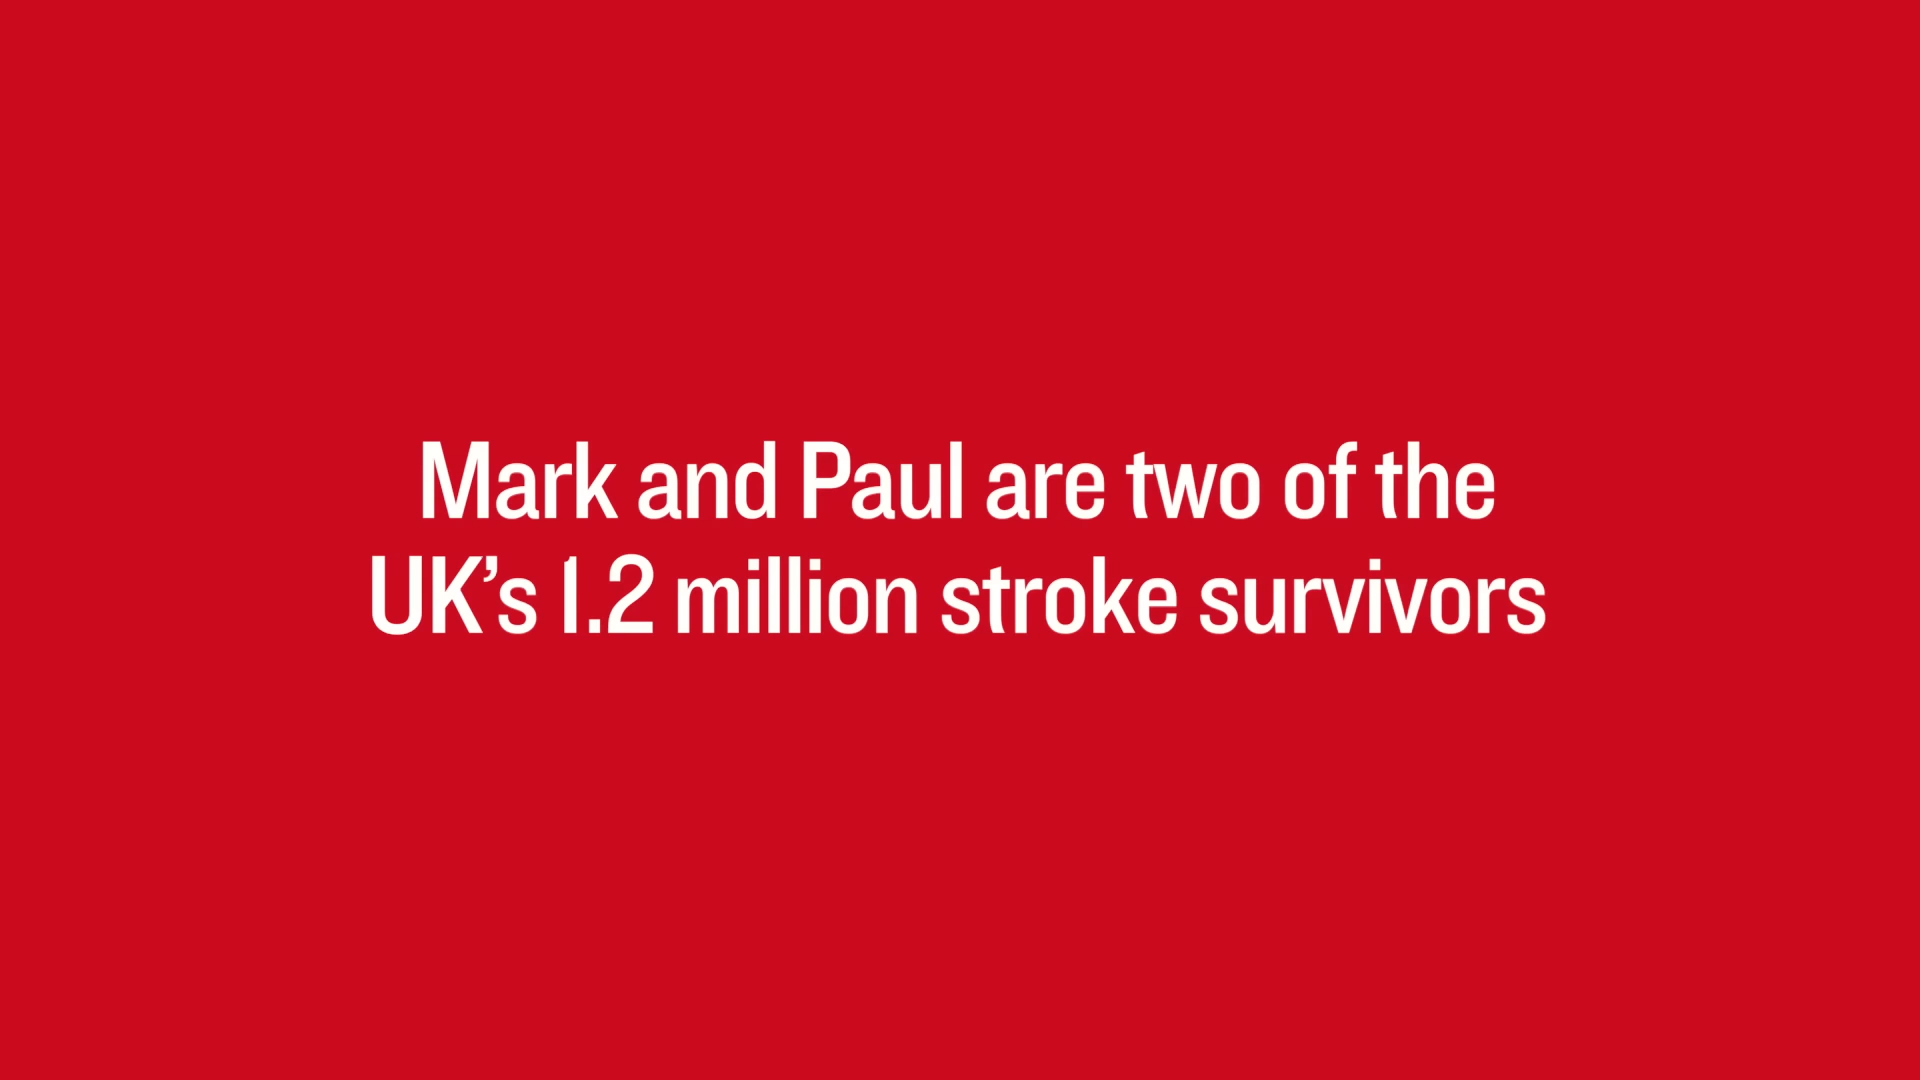 Mark and Paul are two of the
UK’s 1.2 million stroke survivors